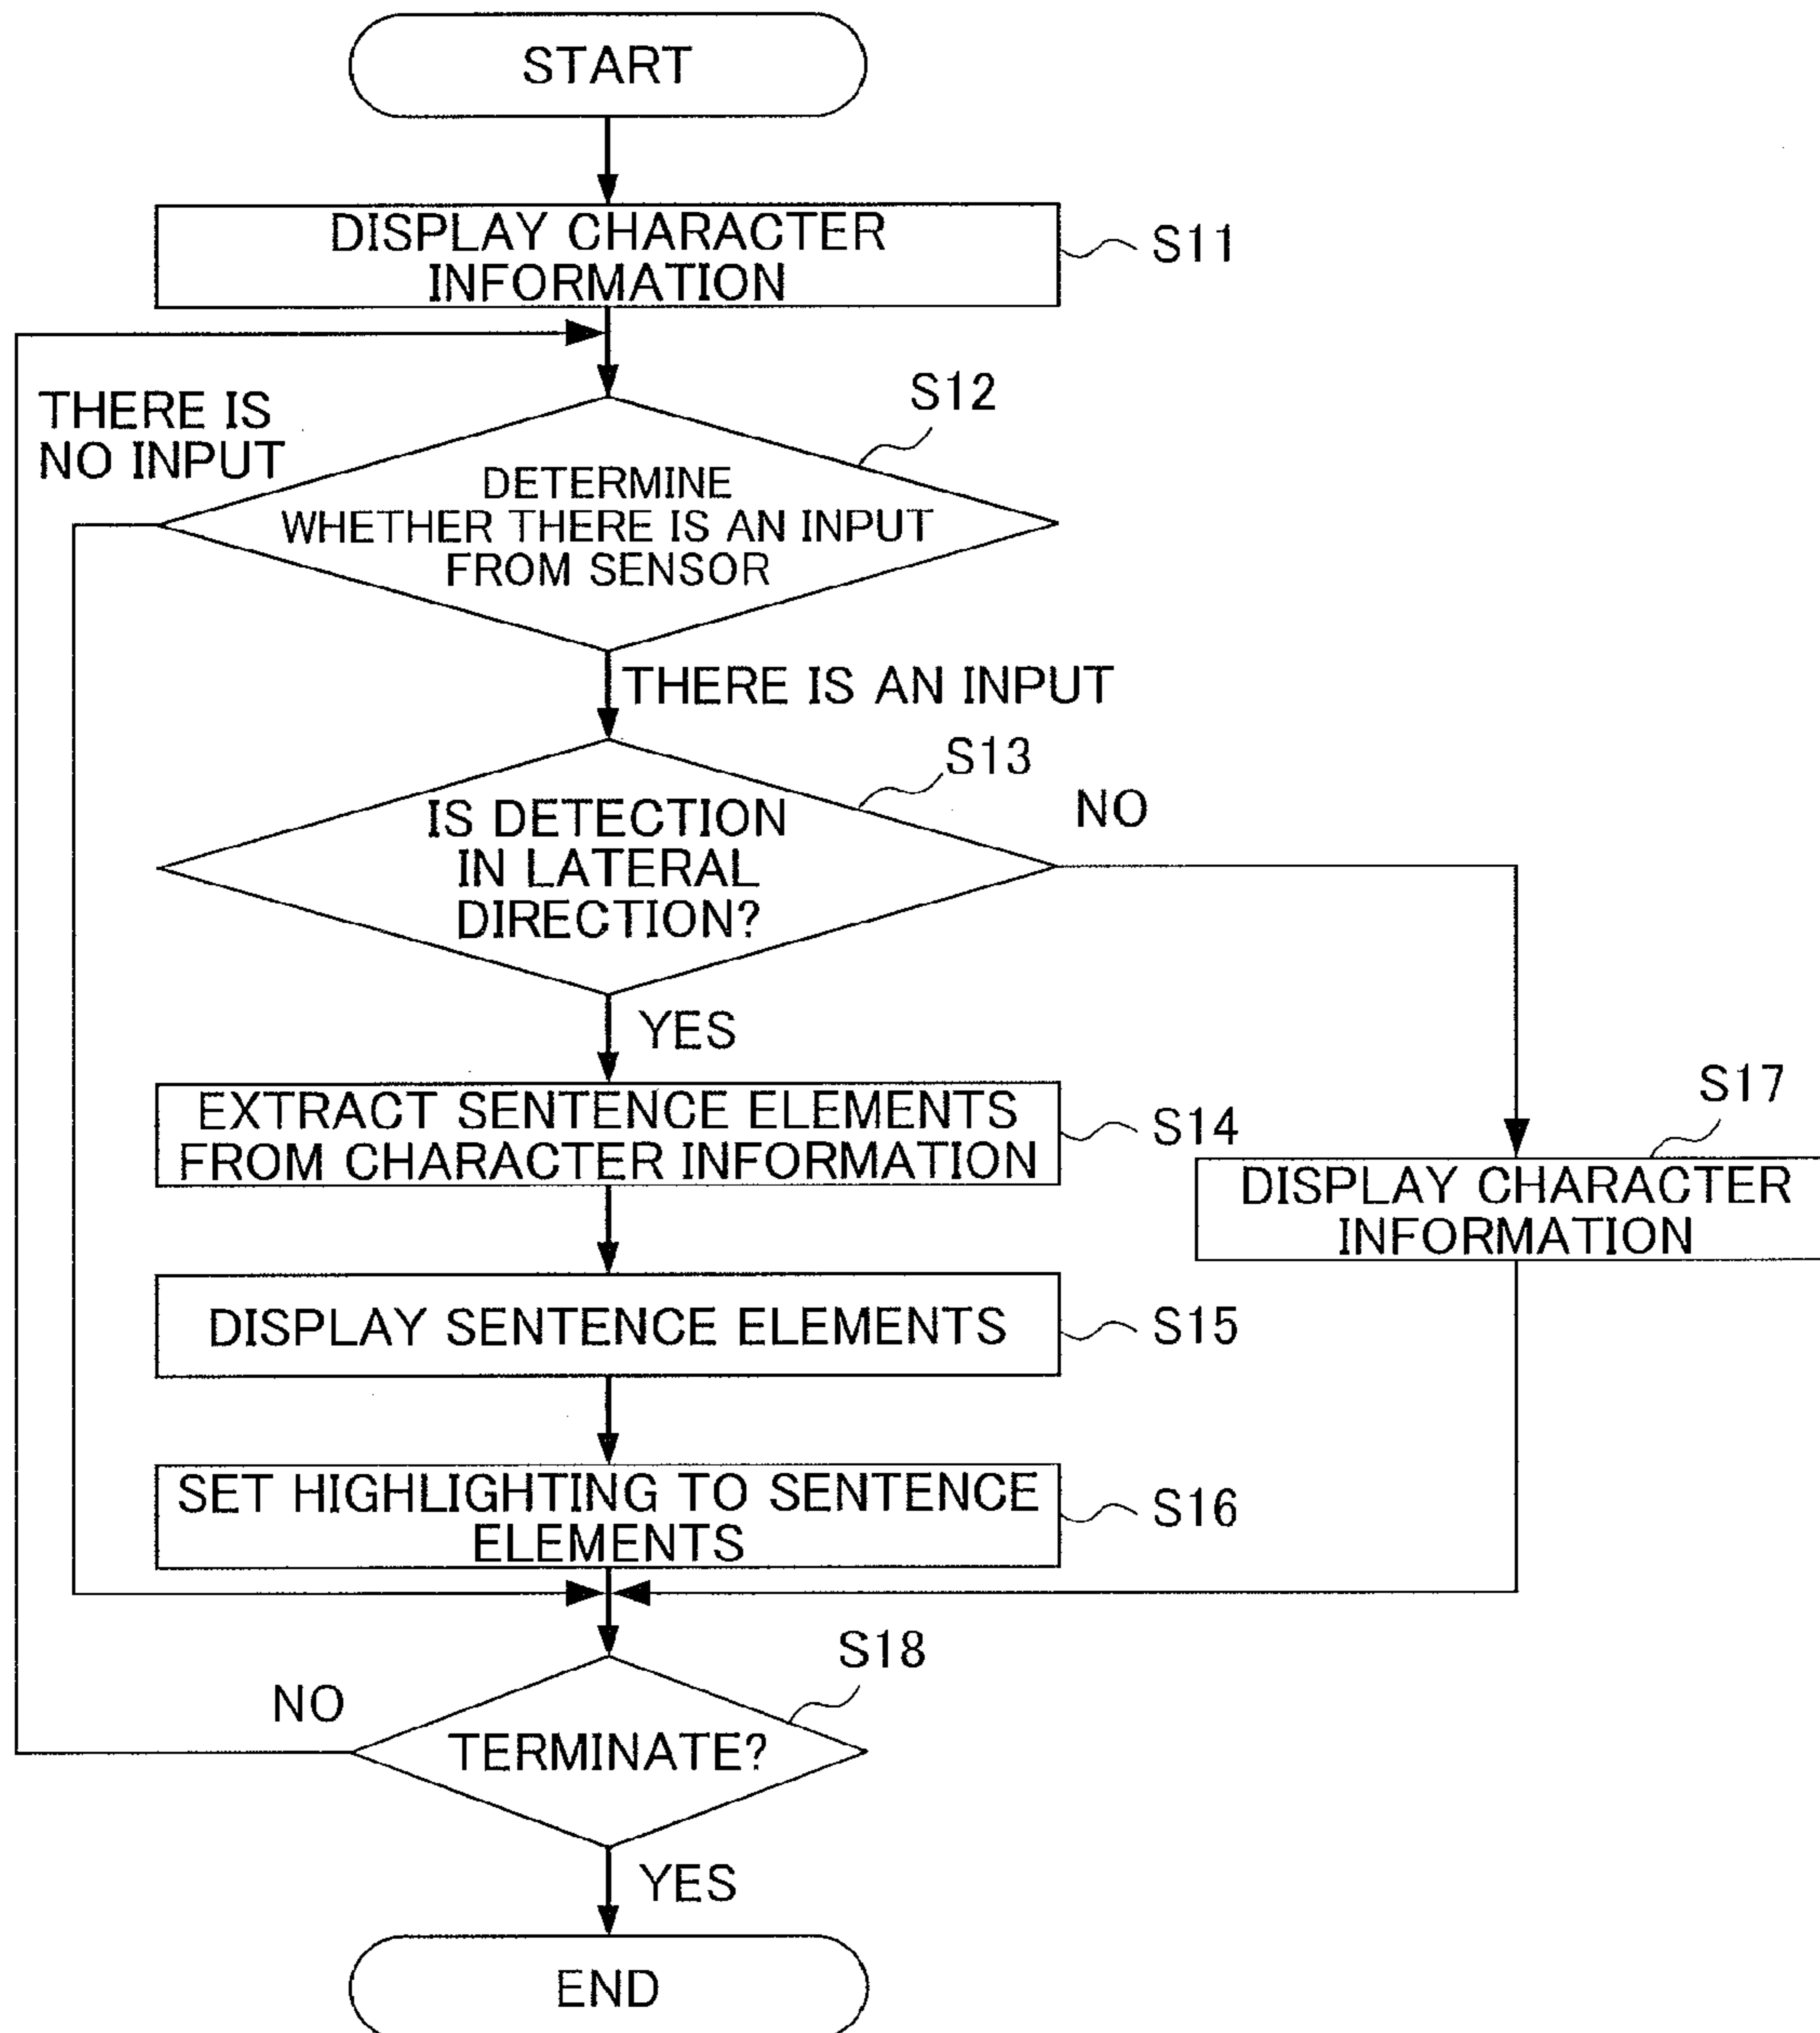 START
DISPLAY CHARACTER
INFORMATION
S11
THERE IS
NO INPUT
S12
DETERMINE
WHETHER THERE IS AN INPUT
FROM SENSOR
THERE IS AN INPUT
S13
IS DETECTION
IN LATERAL
DIRECTION?
NO
YES
EXTRACT SENTENCE ELEMENTS
FROM CHARACTER INFORMATION
S14
S17
DISPLAY CHARACTER
INFORMATION
DISPLAY SENTENCE ELEMENTS
S15
SET HIGHLIGHTING TO SENTENCE
ELEMENTS
S16
S18
NO
TERMINATE?
YES
END